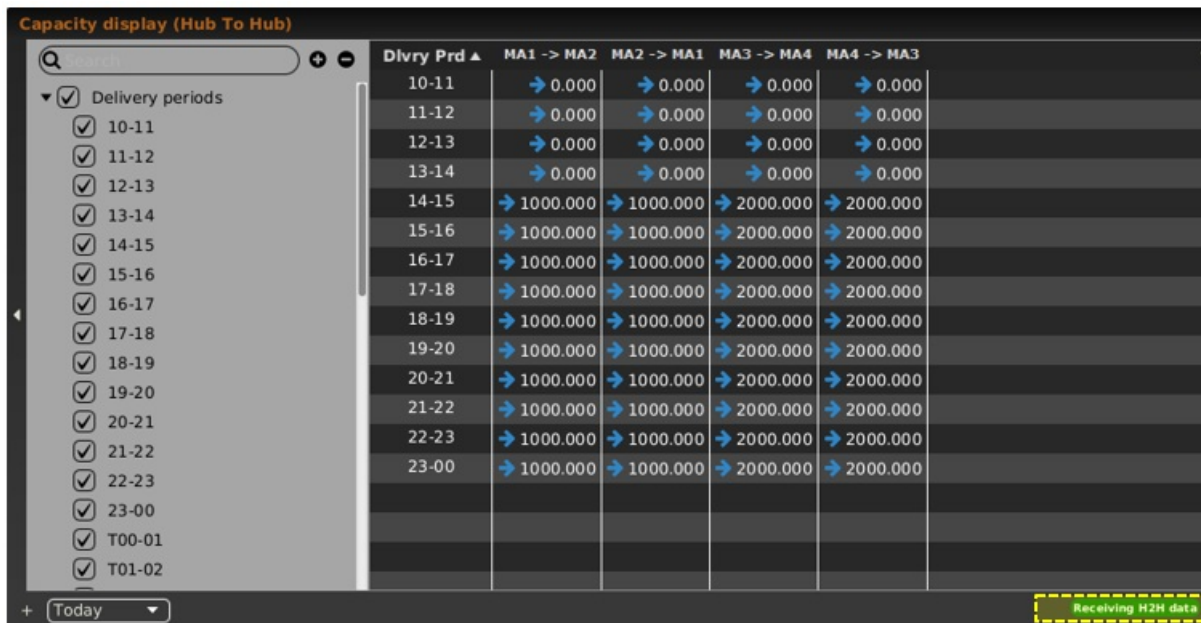 Capacity display (Hub To Hub)
Search
Delivery periods
10-11
11-12
12-13
13-14
14-15
15-16
16-17
17-18
18-19
19-20
20-21
21-22
22-23
23-00
T00-01
T01-02
Dlvry Prd MA1 -> MA2 MA2 -> MA1 MA3 -> MA4 MA4 -> MA3
10-11 0.000 0.000 0.000 0.000
11-12 0.000 0.000 0.000 0.000
12-13 0.000 0.000 0.000 0.000
13-14 0.000 0.000 0.000 0.000
14-15 1000.000 1000.000 2000.000 2000.000
15-16 1000.000 1000.000 2000.000 2000.000
16-17 1000.000 1000.000 2000.000 2000.000
17-18 1000.000 1000.000 2000.000 2000.000
18-19 1000.000 1000.000 2000.000 2000.000
19-20 1000.000 1000.000 2000.000 2000.000
20-21 1000.000 1000.000 2000.000 2000.000
21-22 1000.000 1000.000 2000.000 2000.000
22-23 1000.000 1000.000 2000.000 2000.000
23-00 1000.000 1000.000 2000.000 2000.000
+ Today
Receiving H2H data